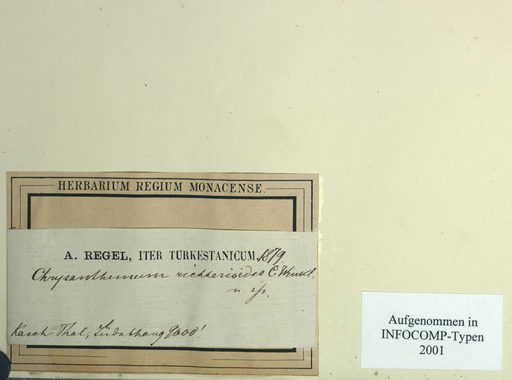 HERBARIUM REGIUM MONACENSE.
A. REGEL, ITER TURKESTANICUM. 1879
Chrysanthemum richterioides C. Winkl.
n. sp.
Kasch Thal, Südabhang 9000'
Aufgenommen in
INFOCOMP-Typen
2001